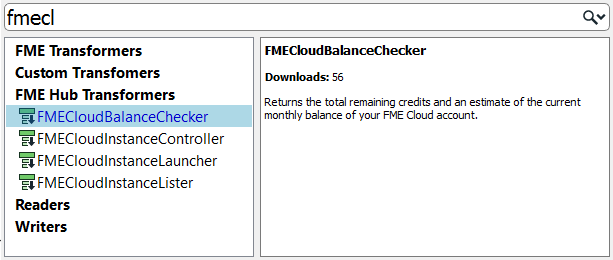 fmecl
FME Transformers
Custom Transfomers
FME Hub Transformers
FMECloudBalanceChecker
FMECloudInstanceController
FMECloudInstanceLauncher
FMECloudInstanceLister
Readers
Writers
FMECloudBalanceChecker
Downloads: 56
Returns the total remaining credits and an estimate of the current
monthly balance of your FME Cloud account.